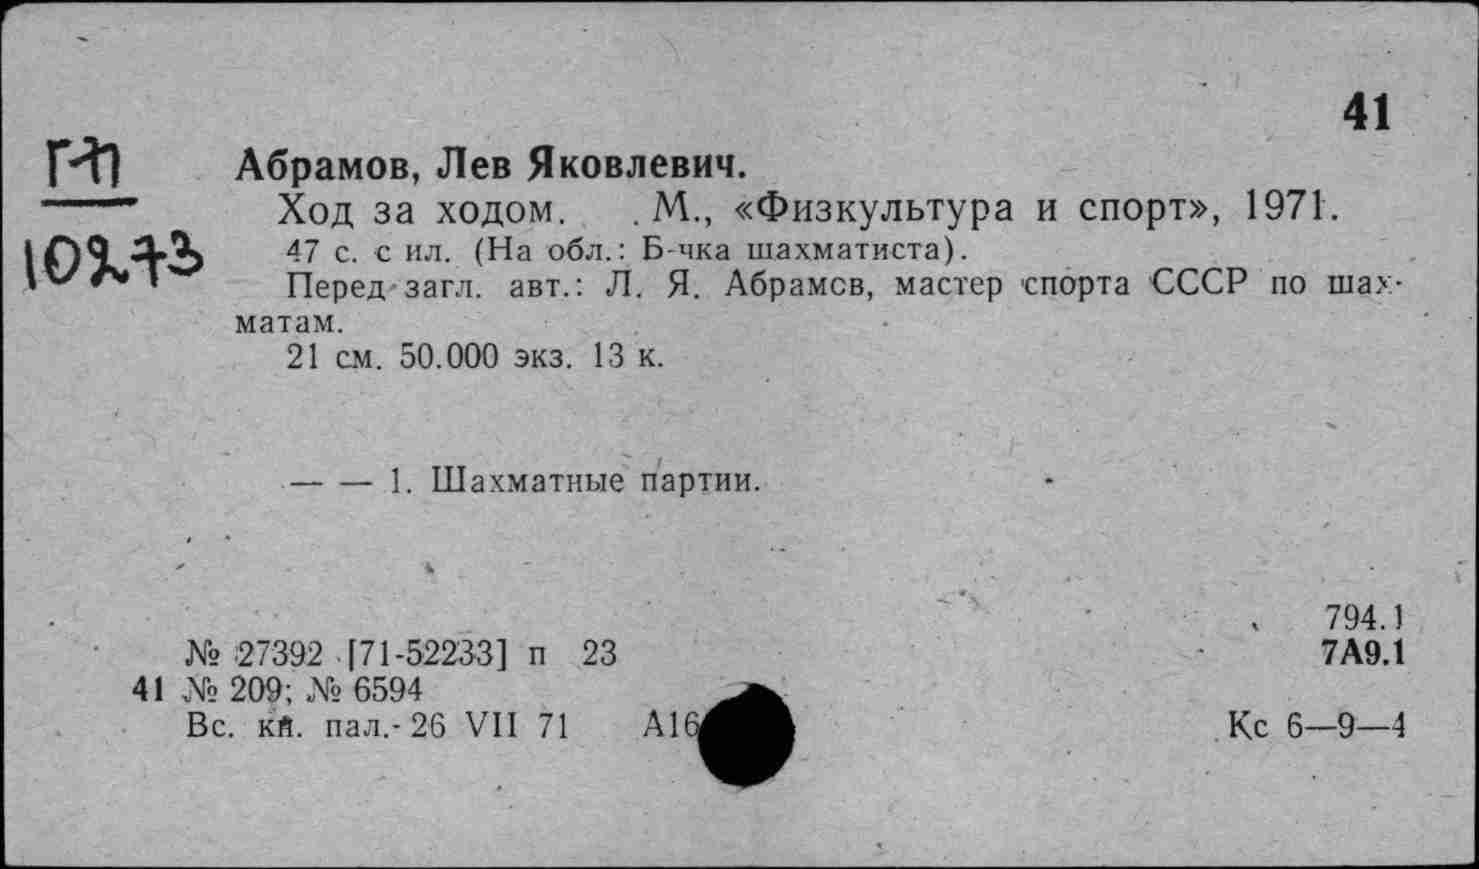 41
Абрамов, Лев Яковлевич.
Ход за ходом. . М., «Физкультура и спорт», 1971.
47 с. с ил. (На обл.: Б-чка шахматиста).
Перед загл. авт.: Л. Я. Абрамов, мастер спорта СССР по шах-
матам.
21 см. 50.000 экз. 13 к.
— — 1. Шахматные партии.
794.1
№ 27392 [71-52233] п 23
7А9.1
41 № 209; № 6594
Вс. кн. пал. 26 VII 71 А16
Кс 6—9—4